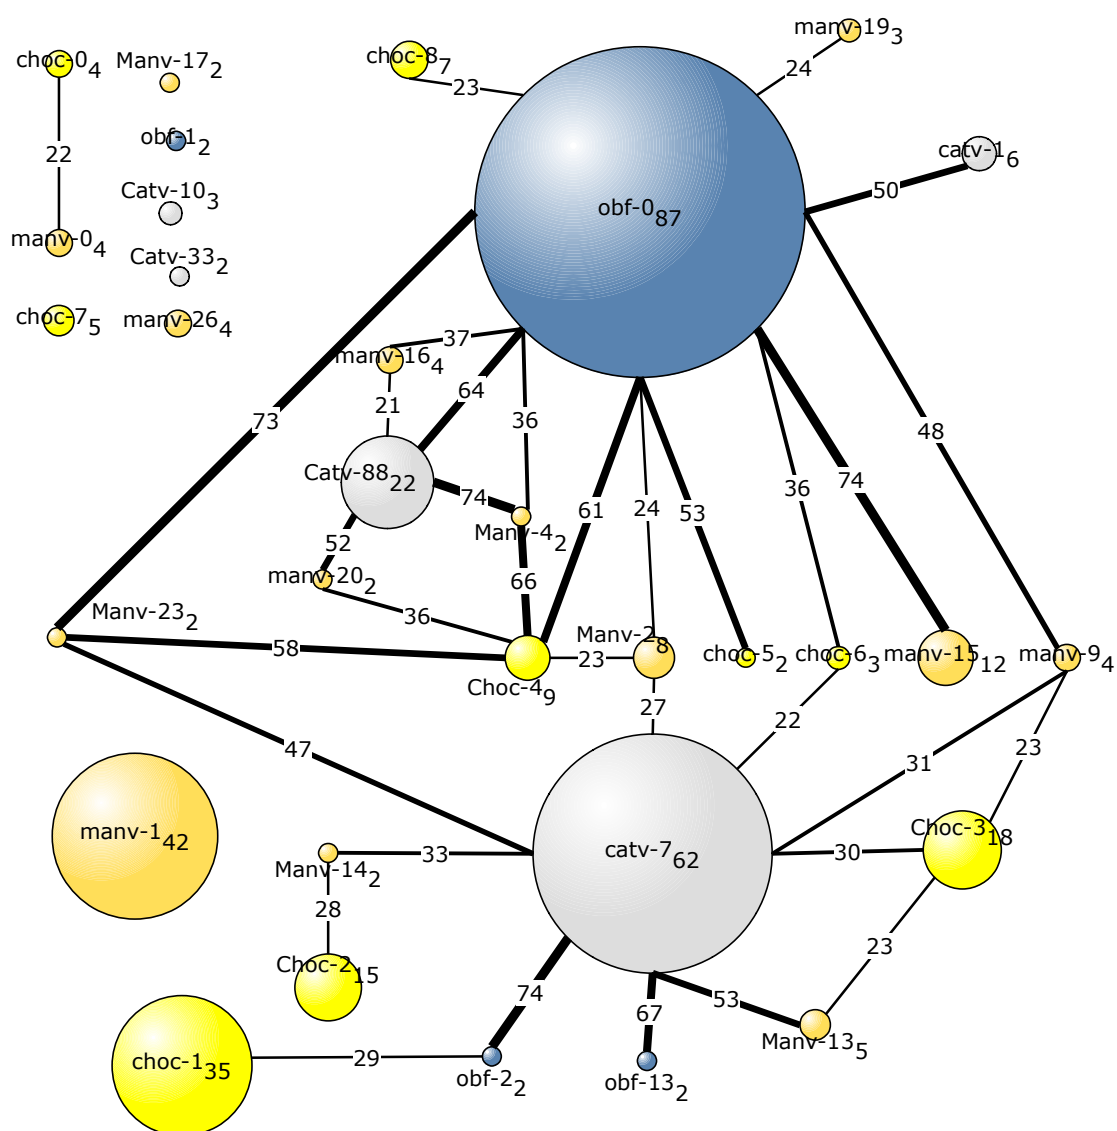 manv-19₃
choc-8₇
choc-0₄
Manv-17₂
24
23
obf-1₂
22
catv-1₆
50
Catv-10₃
obf-0₈₇
manv-0₄
Catv-33₂
choc-7₅
manv-26₄
37
manv-16₄
64
21
73
36
48
Catv-88₂₂
74
36
74
61
24
53
Manv-4₂
52
manv-20₂
66
Manv-23₂
36
58
23
Manv-2₈
choc-5₂
choc-6₃
manv-15₁₂
manv-9₄
Choc-4₉
27
22
47
31
23
manv-1₄₂
Choc-3₁₈
33
catv-7₆₂
30
Manv-14₂
28
23
Choc-2₁₅
74
67
53
Manv-13₅
choc-1₃₅
29
obf-2₂
obf-13₂